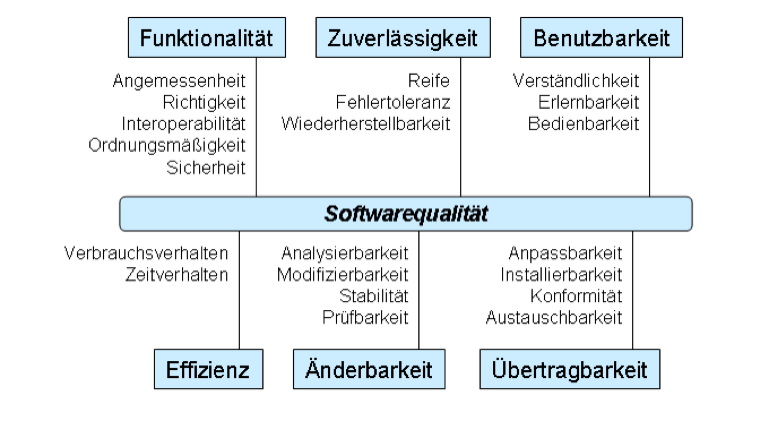 Funktionalität
Zuverlässigkeit
Benutzbarkeit
Angemessenheit
Richtigkeit
Interoperabilität
Ordnungsmäßigkeit
Sicherheit
Reife
Fehlertoleranz
Wiederherstellbarkeit
Verständlichkeit
Erlernbarkeit
Bedienbarkeit
Softwarequalität
Verbrauchsverhalten
Zeitverhalten
Analysierbarkeit
Modifizierbarkeit
Stabilität
Prüfbarkeit
Anpassbarkeit
Installierbarkeit
Konformität
Austauschbarkeit
Effizienz
Änderbarkeit
Übertragbarkeit